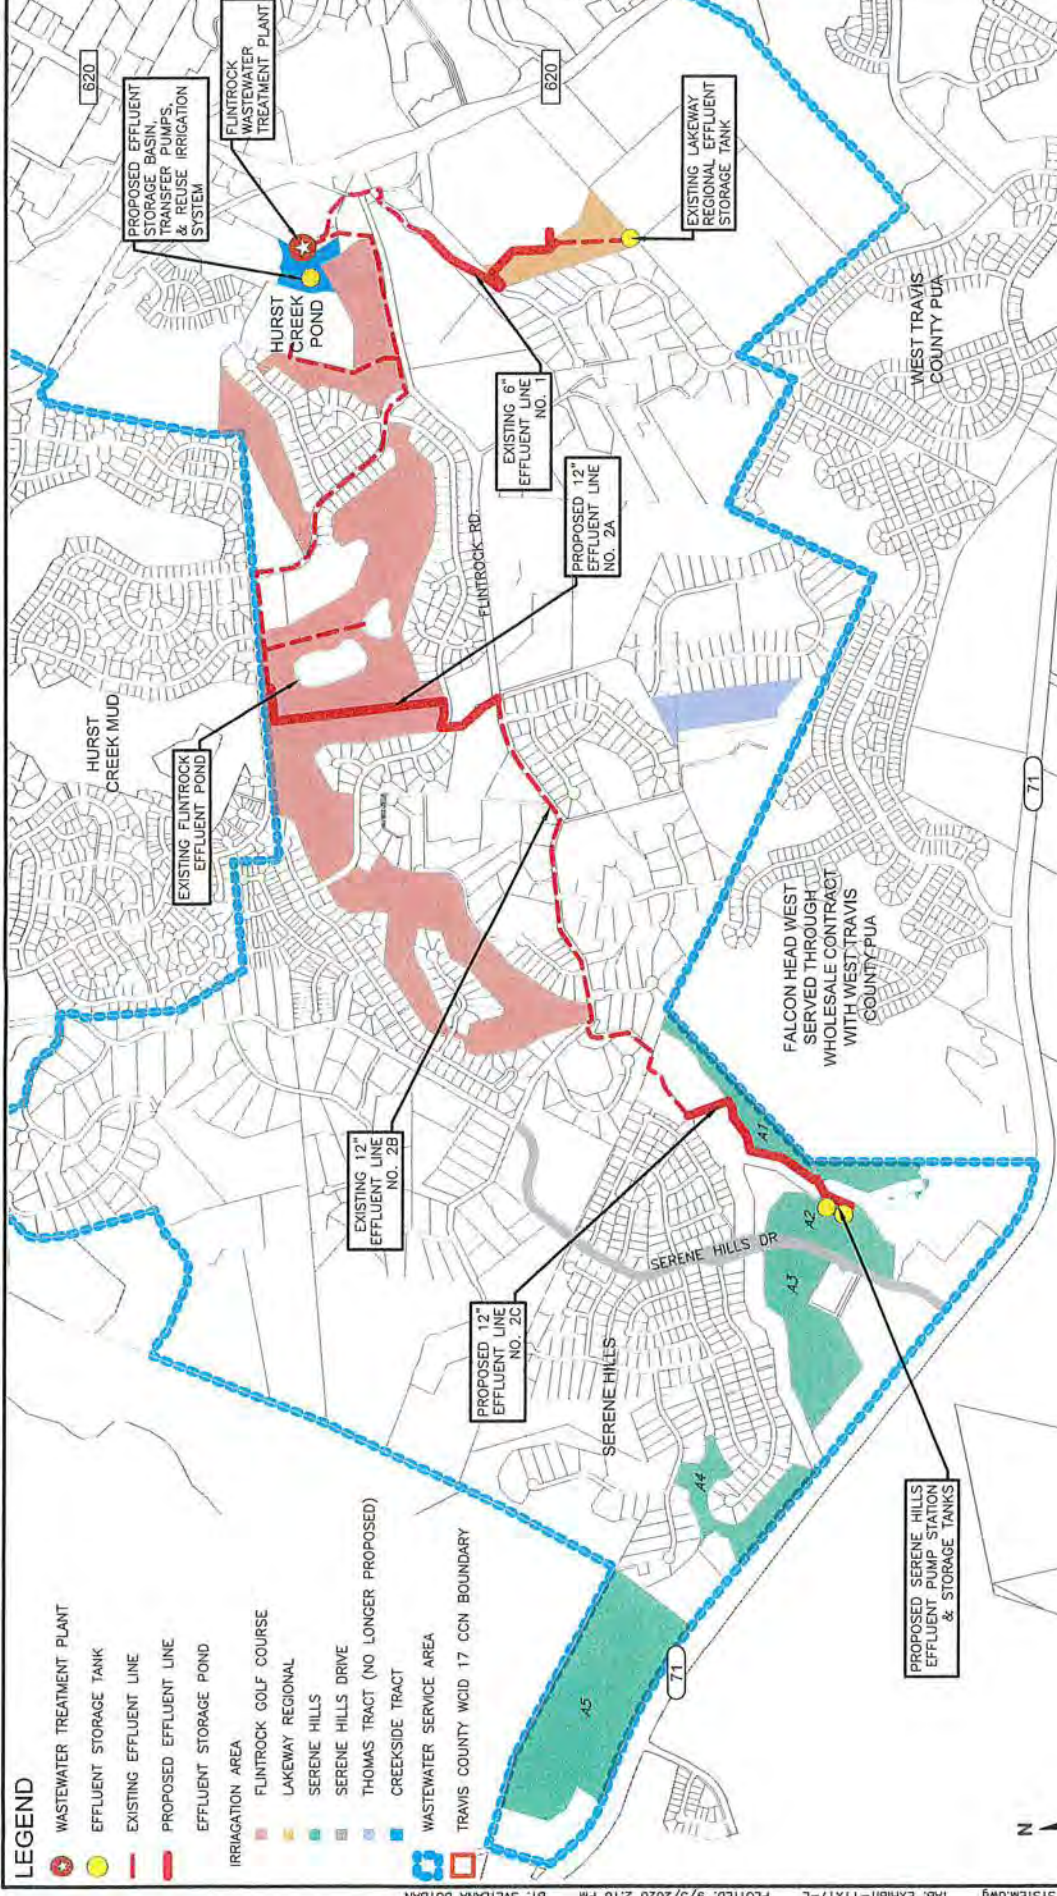 620
PROPOSED EFFLUENT
STORAGE BASIN,
TRANSFER PUMPS,
& REUSE IRRIGATION
SYSTEM
FLINTROCK
WASTEWATER
TREATMENT PLANT
620
EXISTING LAKEWAY
REGIONAL EFFLUENT
STORAGE TANK
HURST
CREEK
POND
WEST TRAVIS
COUNTY PUA
EXISTING 6"
EFFLUENT LINE
NO. 1
PROPOSED 12"
EFFLUENT LINE
NO. 2A
FLINTROCK RD.
HURST
CREEK MUD
EXISTING FLINTROCK
EFFLUENT POND
71
FALCON HEAD WEST
SERVED THROUGH
WHOLESALE CONTRACT
WITH WEST TRAVIS
COUNTY PUA
EXISTING 12"
EFFLUENT LINE
NO. 2B
A1
A2
SERENE HILLS DR
A3
PROPOSED 12"
EFFLUENT LINE
NO. 2C
SERENE HILLS
A4
PROPOSED SERENE HILLS
EFFLUENT PUMP STATION
& STORAGE TANKS
71
A5
LEGEND
WASTEWATER TREATMENT PLANT
EFFLUENT STORAGE TANK
EXISTING EFFLUENT LINE
PROPOSED EFFLUENT LINE
EFFLUENT STORAGE POND
IRRIAGATION AREA
FLINTROCK GOLF COURSE
LAKEWAY REGIONAL
SERENE HILLS
SERENE HILLS DRIVE
THOMAS TRACT (NO LONGER PROPOSED)
CREEKSIDE TRACT
WASTEWATER SERVICE AREA
TRAVIS COUNTY WCID 17 CCN BOUNDARY
N